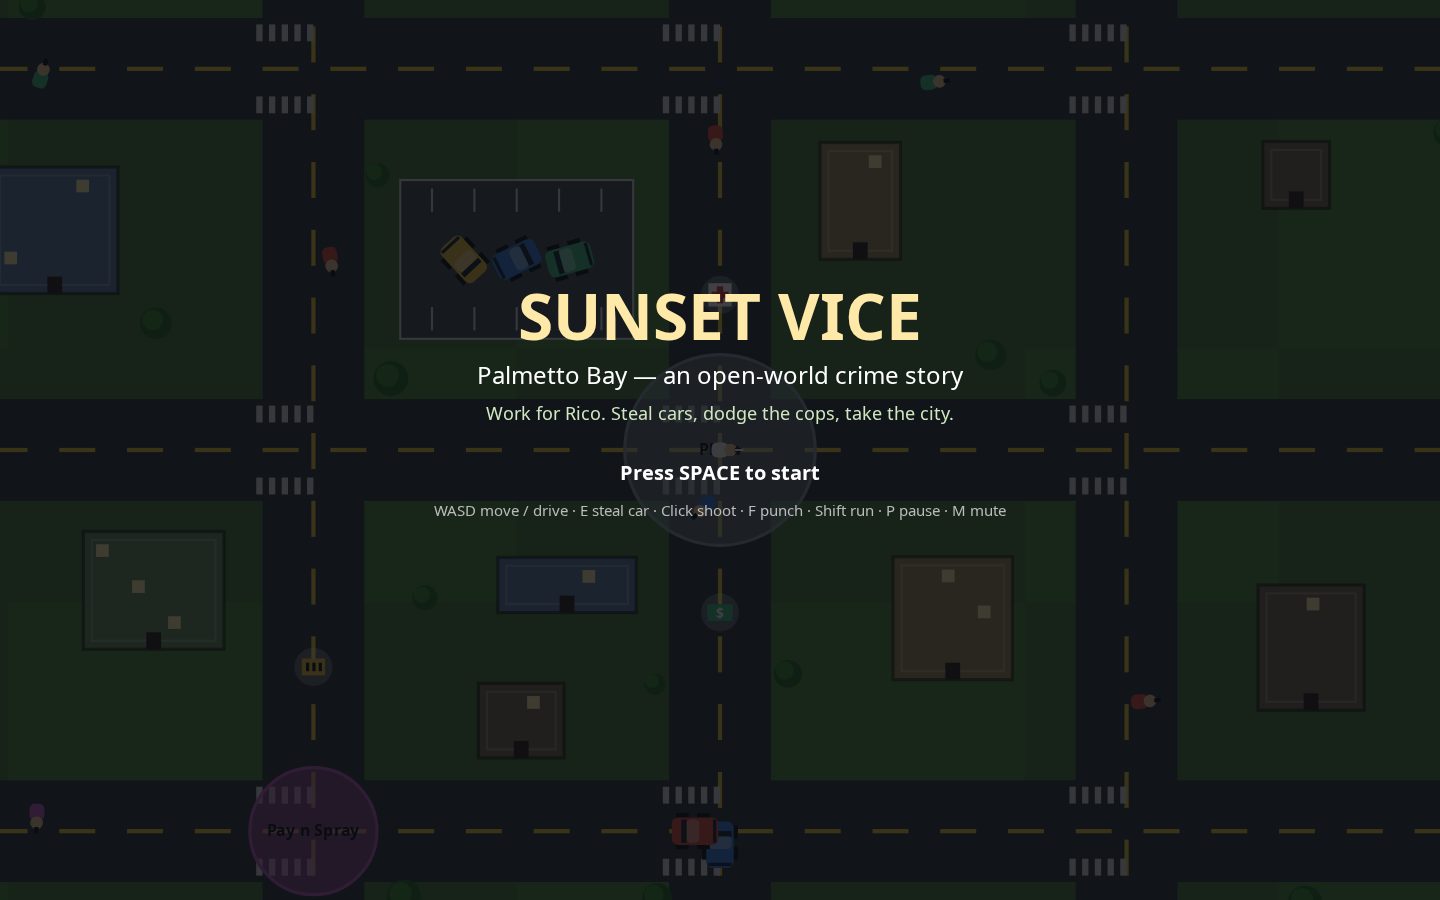 SUNSET VICE
Palmetto Bay — an open-world crime story
Work for Rico. Steal cars, dodge the cops, take the city.
Press SPACE to start
WASD move / drive · E steal car · Click shoot · F punch · Shift run · P pause · M mute
$
Pay n Spray